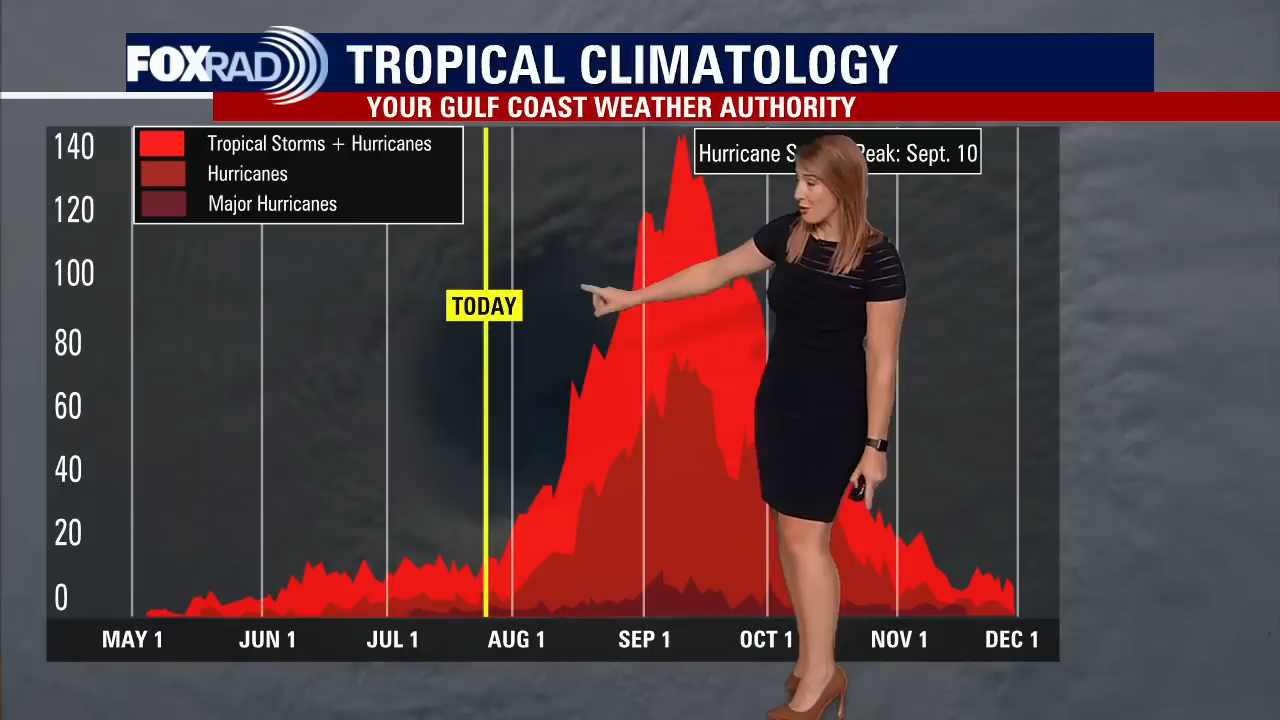 FOXRAD TROPICAL CLIMATOLOGY
YOUR GULF COAST WEATHER AUTHORITY
Tropical Storms + Hurricanes
Hurricanes
Major Hurricanes
Hurricane S Peak: Sept. 10
TODAY
140
120
100
80
60
40
20
0
MAY 1 JUN 1 JUL 1 AUG 1 SEP 1 OCT 1 NOV 1 DEC 1